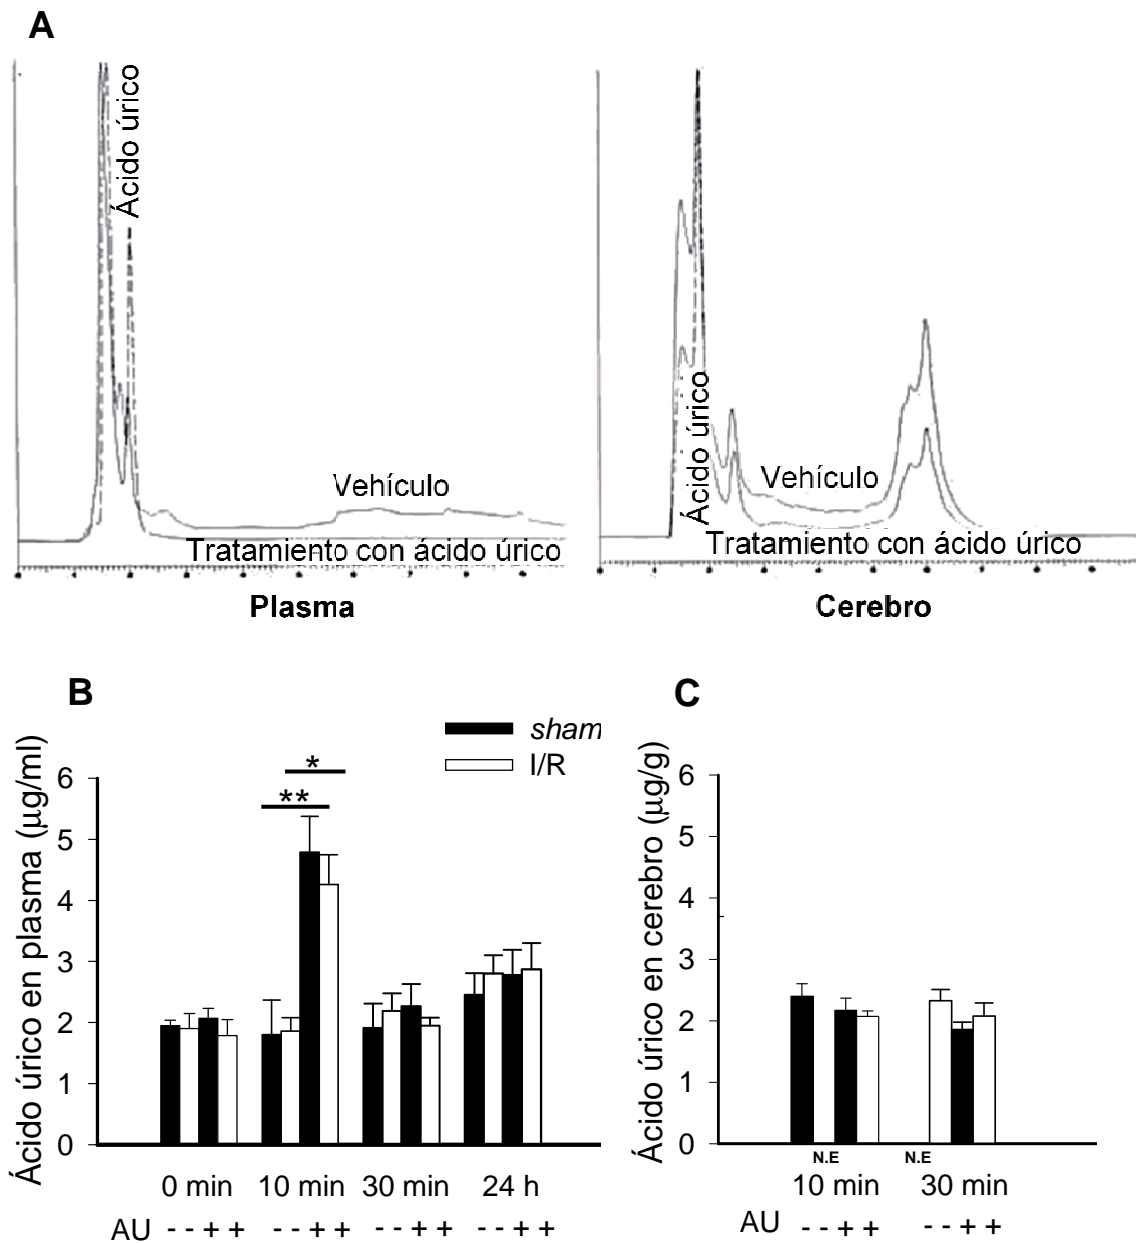 A
Ácido úrico
Vehículo
Tratamiento con ácido úrico
Plasma
Ácido úrico
Vehículo
Tratamiento con ácido úrico
Cerebro
B
sham
I/R
*
**
Ácido úrico en plasma (µg/ml)
6
5
4
3
2
1
0
0 min 10 min 30 min 24 h
AU - - + + - - + + - - + + - - + +
C
Ácido úrico en cerebro (µg/g)
6
5
4
3
2
1
0
N.E N.E
10 min 30 min
AU - - + + - - + +